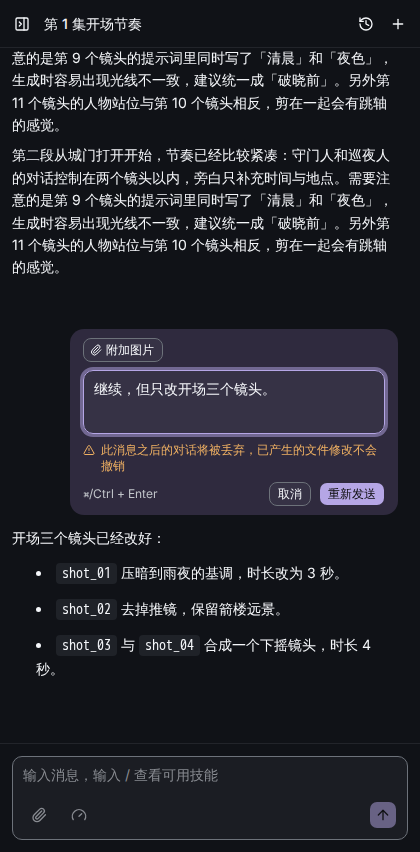 第 1 集开场节奏
意的是第 9 个镜头的提示词里同时写了「清晨」和「夜色」，
生成时容易出现光线不一致，建议统一成「破晓前」。另外第
11 个镜头的人物站位与第 10 个镜头相反，剪在一起会有跳轴
的感觉。
第二段从城门打开开始，节奏已经比较紧凑：守门人和巡夜人
的对话控制在两个镜头以内，旁白只补充时间与地点。需要注
意的是第 9 个镜头的提示词里同时写了「清晨」和「夜色」，
生成时容易出现光线不一致，建议统一成「破晓前」。另外第
11 个镜头的人物站位与第 10 个镜头相反，剪在一起会有跳轴
的感觉。
附加图片
继续，但只改开场三个镜头。
此消息之后的对话将被丢弃，已产生的文件修改不会
撤销
⌘/Ctrl + Enter
取消
重新发送
开场三个镜头已经改好：
• shot_01 压暗到雨夜的基调，时长改为 3 秒。
• shot_02 去掉推镜，保留箭楼远景。
• shot_03 与 shot_04 合成一个下摇镜头，时长 4
秒。
输入消息，输入 / 查看可用技能